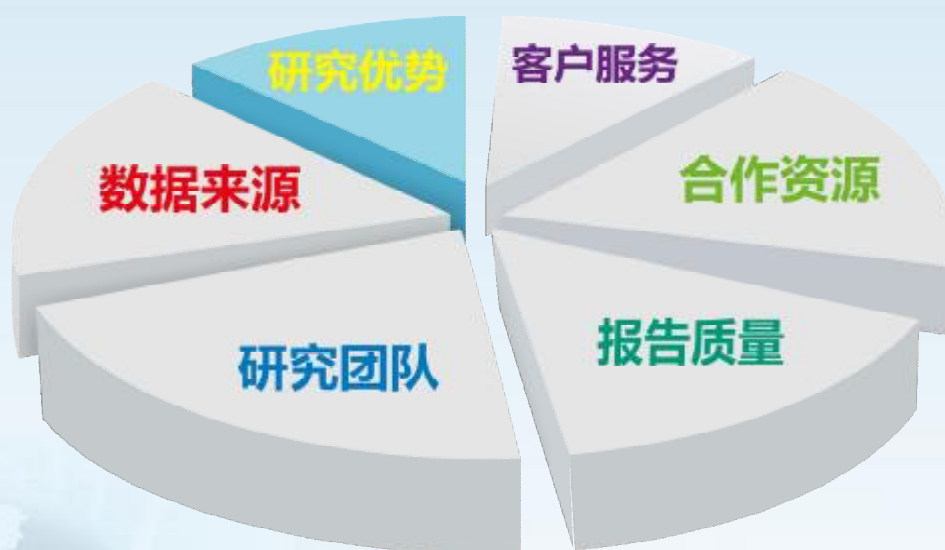 研究优势
客户服务
数据来源
合作资源
研究团队
报告质量